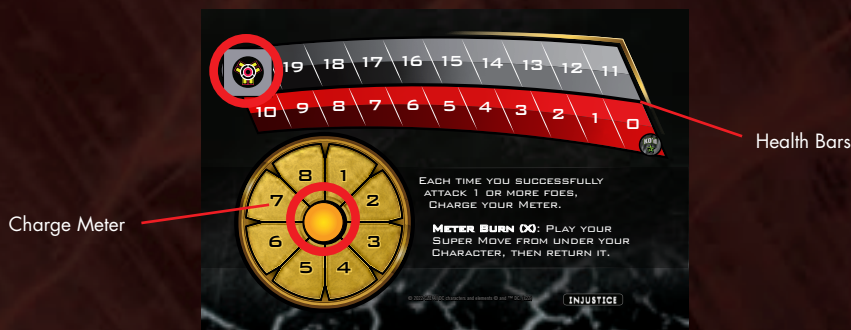 19 18 17 16 15 14 13 12 11
10 9 8 7 6 5 4 3 2 1 0
KO'd
Health Bars
Charge Meter
8 1
7 2
6 3
5 4
Each time you successfully
attack 1 or more foes,
Charge your Meter.
Meter Burn (X): Play your
Super Move from under your
Character, then return it.
INJUSTICE